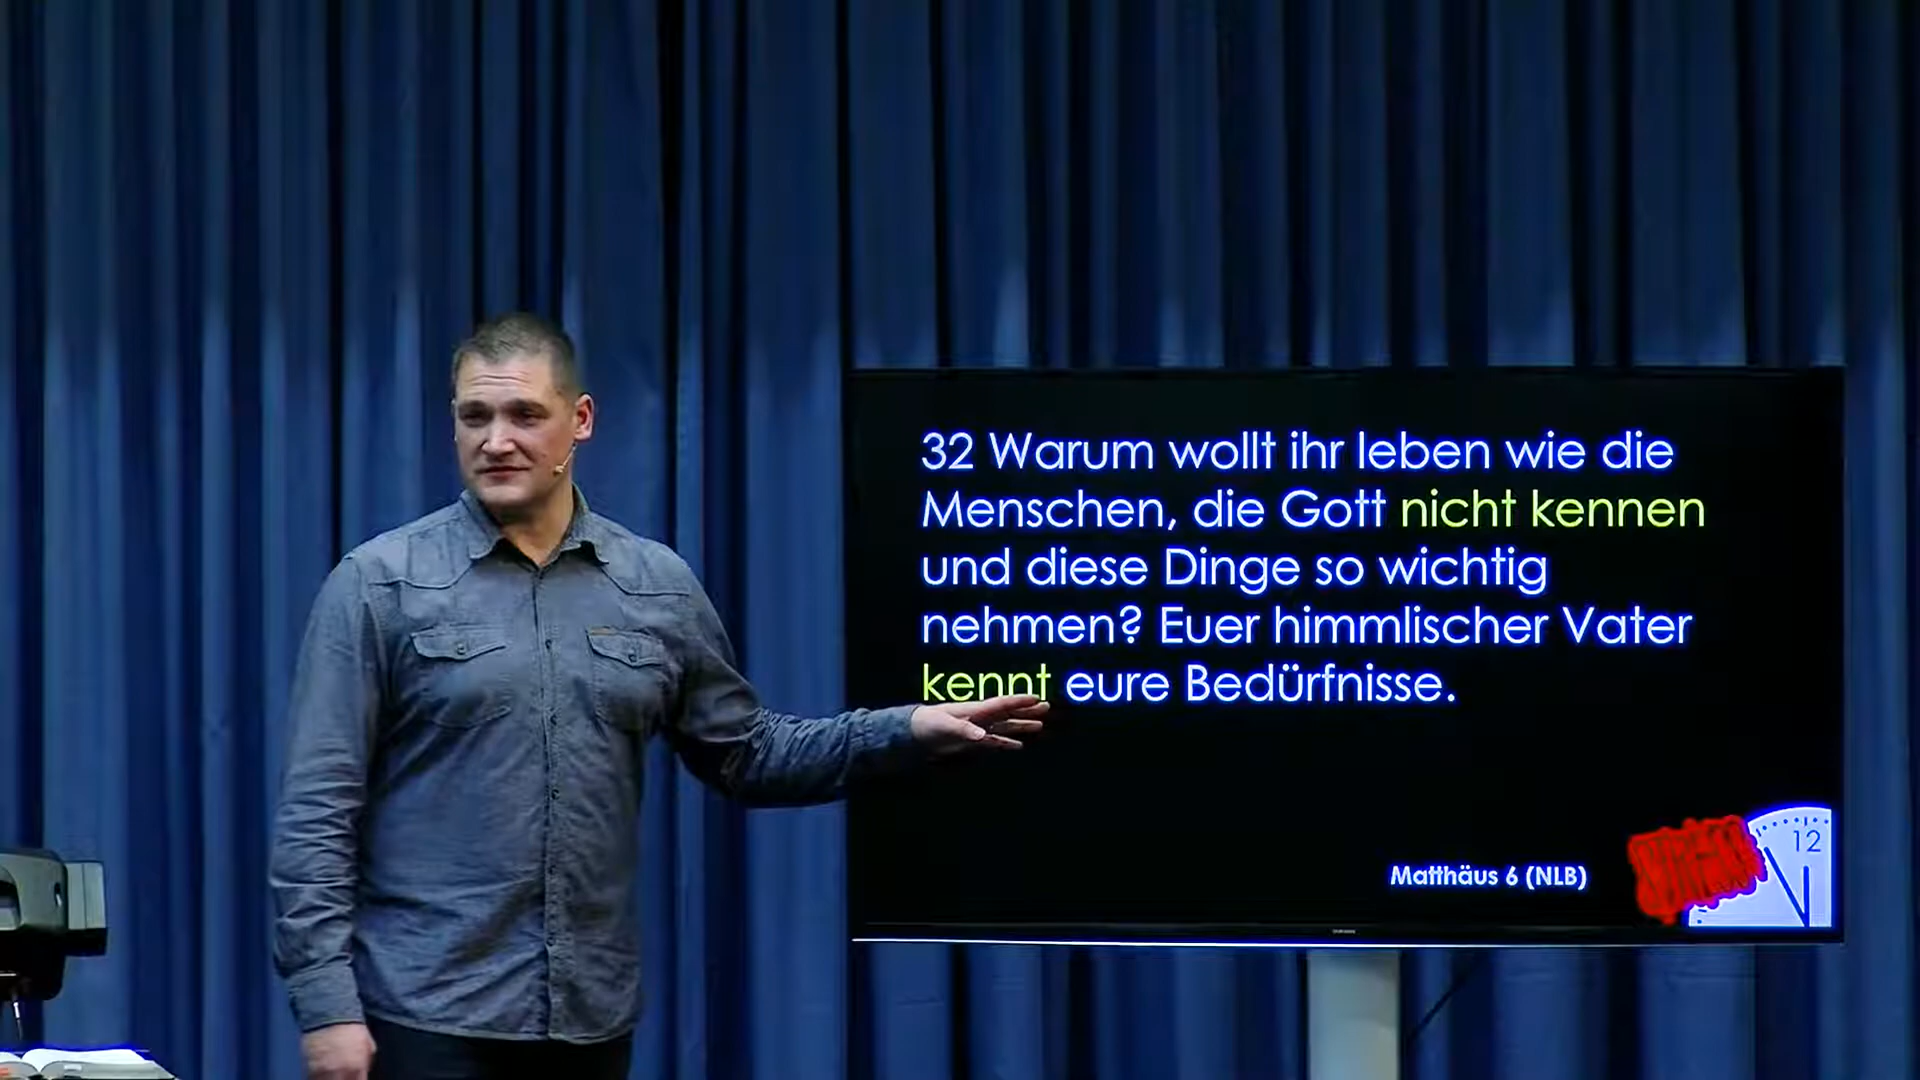 32 Warum wollt ihr leben wie die
Menschen, die Gott nicht kennen
und diese Dinge so wichtig
nehmen? Euer himmlischer Vater
kennt eure Bedürfnisse.
Matthäus 6 (NLB)
12